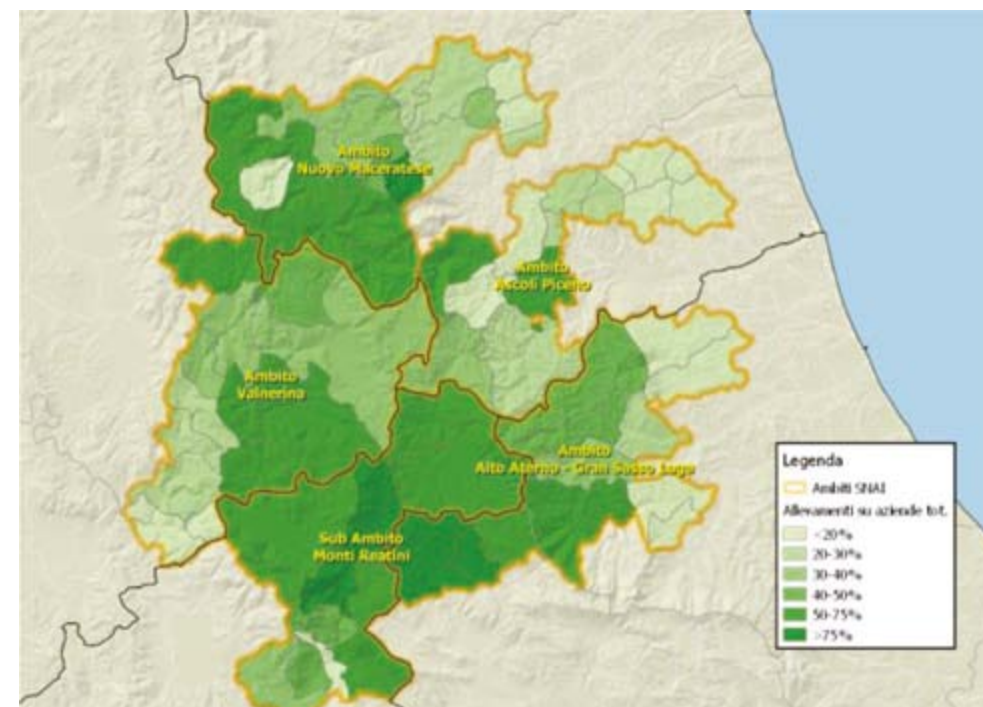 Ambito
Nuovo Maceratese
Ambito
Ascoli Piceno
Ambito
Valnerina
Ambito
Alto Aterno - Gran Sasso Laga
Sub Ambito
Monti Reatini
Legenda
Ambiti SNAI
Allevamenti su aziende tot.
<20%
20-30%
30-40%
40-50%
50-75%
>75%